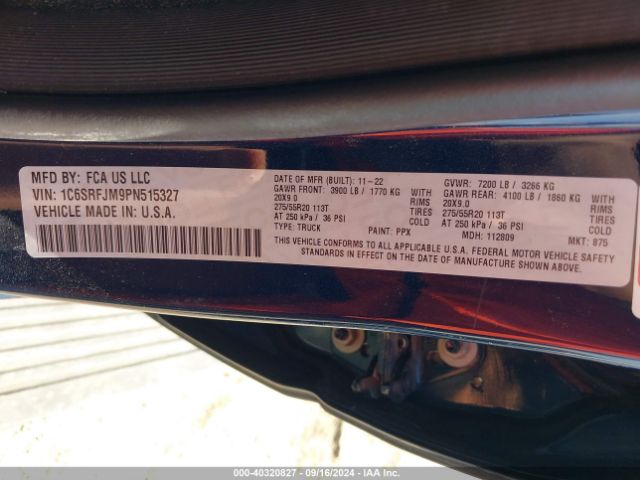 MFD BY: FCA US LLC
VIN: 1C6SRFJM9PN515327
VEHICLE MADE IN U.S.A.
DATE OF MFR (BUILT): 11-22
GVWR: 7200 LB / 3266 KG
GAWR FRONT: 3900 LB / 1770 KG
GAWR REAR: 4100 LB / 1860 KG
20X9.0 RIMS 20X9.0 RIMS
275/55R20 113T TIRES 275/55R20 113T TIRES
AT 250 kPa / 36 PSI COLD AT 250 kPa / 36 PSI COLD
TYPE: TRUCK PAINT: PPX MDH: 112809 MKT: 875
THIS VEHICLE CONFORMS TO ALL APPLICABLE U.S.A. FEDERAL MOTOR VEHICLE SAFETY
STANDARDS IN EFFECT ON THE DATE OF MANUFACTURE SHOWN ABOVE.
000-40320827 - 09/16/2024 - IAAI.COM